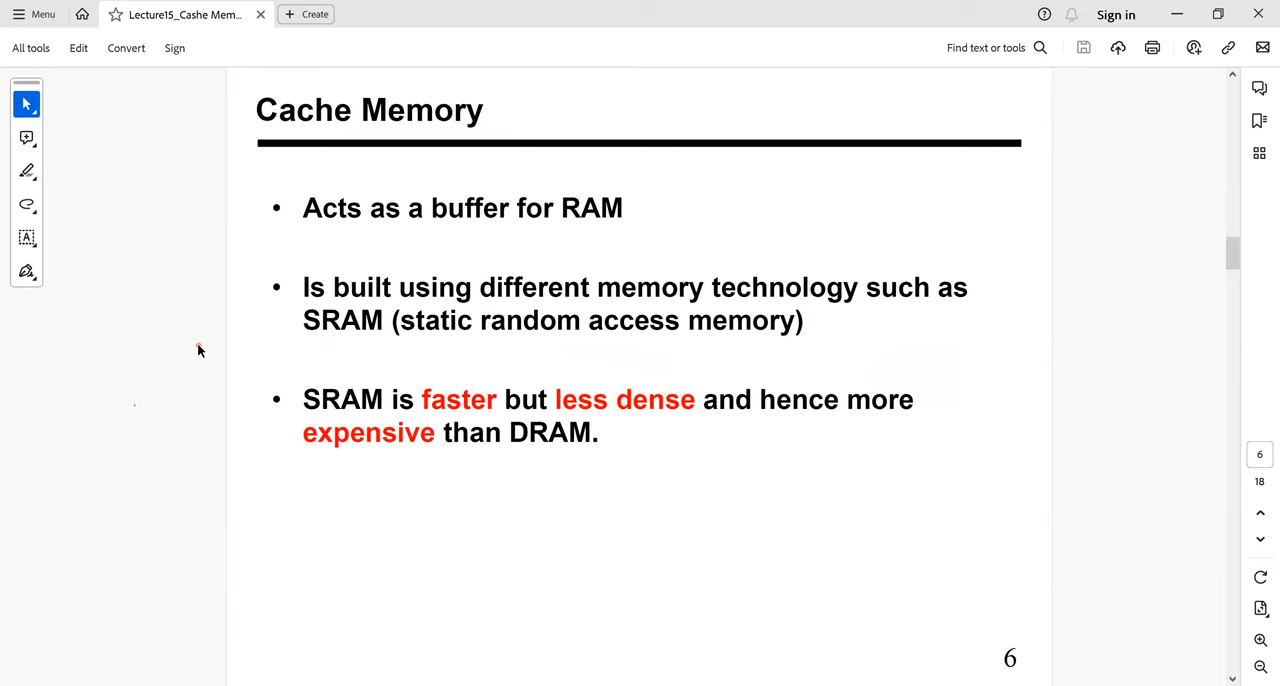 Menu
Lecture15_Cashe Mem...
Create
Sign in
All tools
Edit
Convert
Sign
Find text or tools
Cache Memory
• Acts as a buffer for RAM
• Is built using different memory technology such as
SRAM (static random access memory)
• SRAM is faster but less dense and hence more
expensive than DRAM.
6
18
6